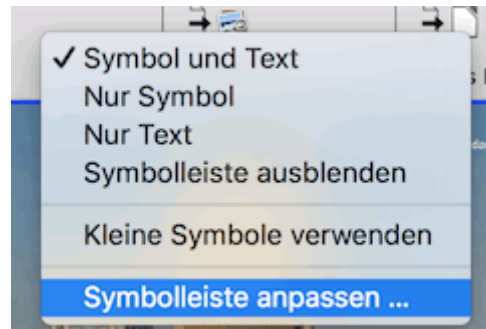 ✓ Symbol und Text
Nur Symbol
Nur Text
Symbolleiste ausblenden
Kleine Symbole verwenden
Symbolleiste anpassen ...